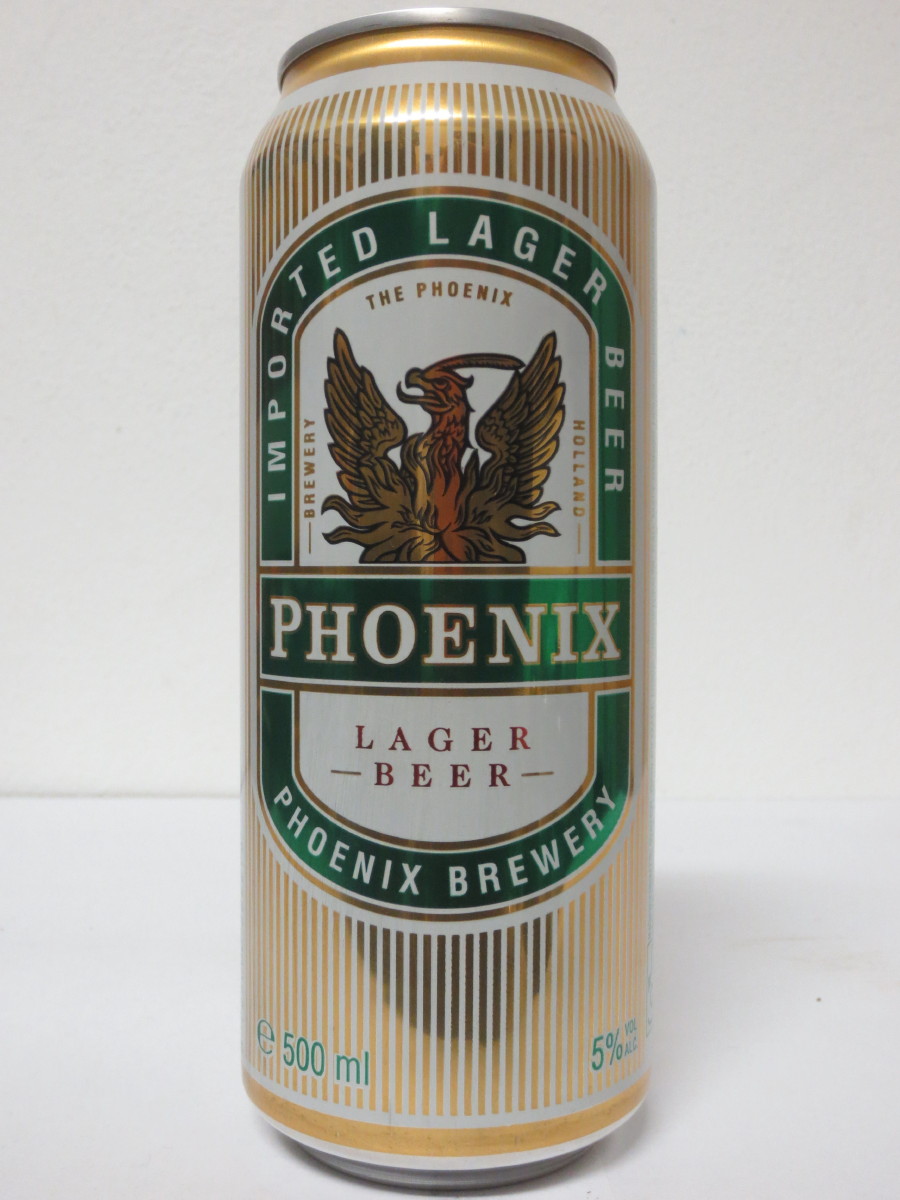 IMPORTED LAGER BEER
THE PHOENIX
BREWERY
HOLLAND
PHOENIX
LAGER
BEER
PHOENIX BREWERY
℮ 500 ml
5% VOL
ALC.